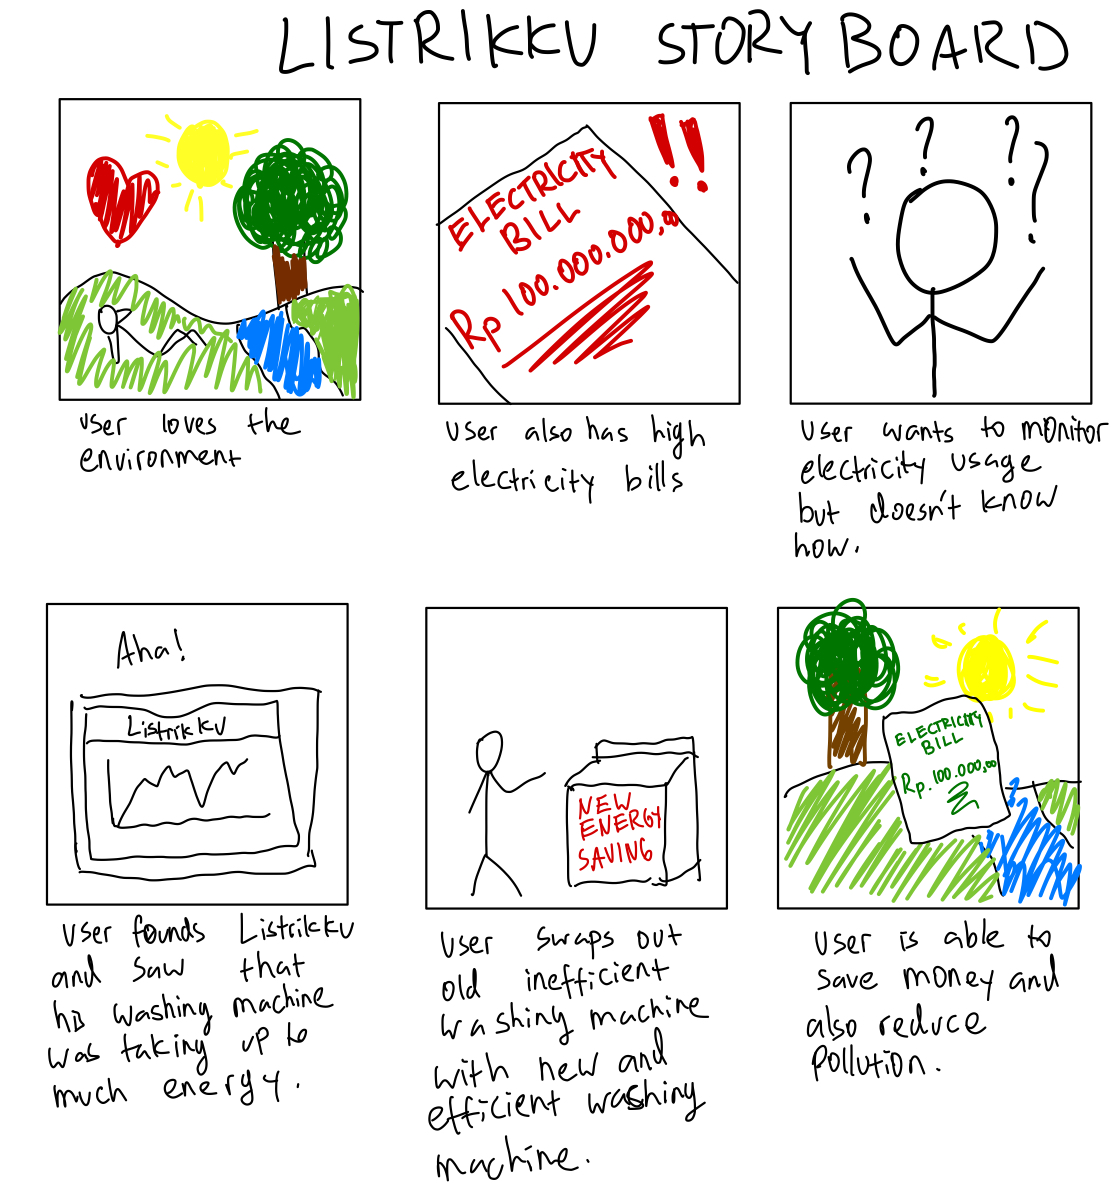 LISTRIKKU STORYBOARD
ELECTRICITY
BILL
Rp 100.000.000,00
!!
? ? ? ?
user loves the
environment
user also has high
electricity bills
user wants to monitor
electricity usage
but doesn't know
how.
Aha!
Listrikku
NEW
ENERGY
SAVING
ELECTRICITY
BILL
Rp. 100.000,00
user founds Listrikku
and saw that
his washing machine
was taking up to
much energy.
user swaps out
old inefficient
washing machine
with new and
efficient washing
machine.
user is able to
save money and
also reduce
pollution.